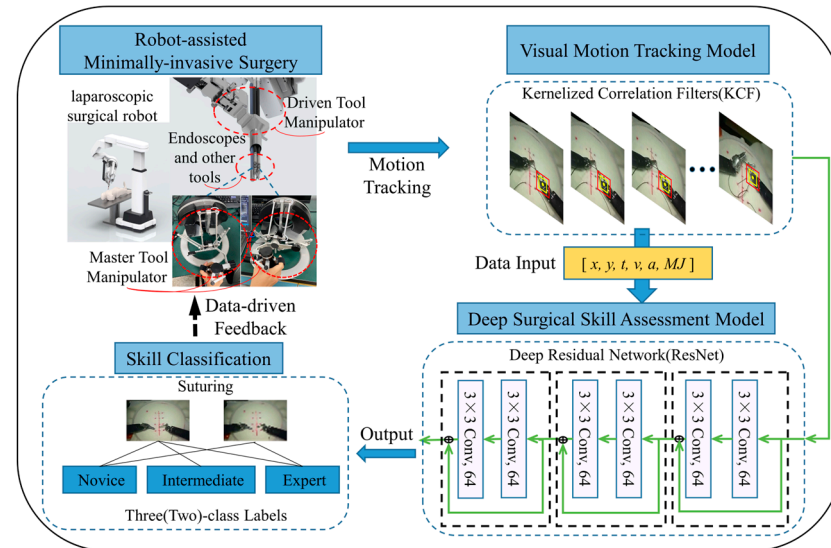 Robot-assisted
Minimally-invasive Surgery
laparoscopic
surgical robot
Driven Tool
Manipulator
Endoscopes
and other
tools
Master Tool
Manipulator
Motion
Tracking
Visual Motion Tracking Model
Kernelized Correlation Filters(KCF)
Data Input
[ x, y, t, v, a, MJ ]
Deep Surgical Skill Assessment Model
Deep Residual Network(ResNet)
3×3 Conv, 64
3×3 Conv, 64
3×3 Conv, 64
3×3 Conv, 64
3×3 Conv, 64
3×3 Conv, 64
Output
Data-driven
Feedback
Skill Classification
Suturing
Novice
Intermediate
Expert
Three(Two)-class Labels